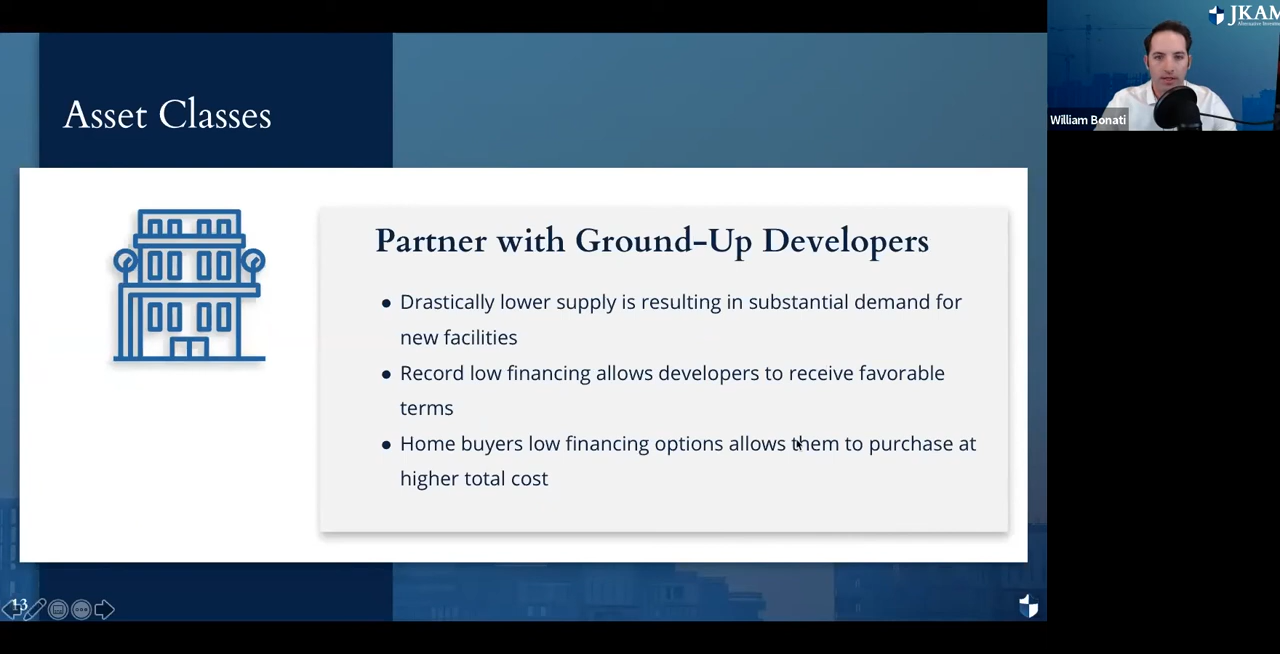 JKAM
Asset Classes
William Bonati
Partner with Ground-Up Developers
● Drastically lower supply is resulting in substantial demand for
new facilities
● Record low financing allows developers to receive favorable
terms
● Home buyers low financing options allows them to purchase at
higher total cost
13